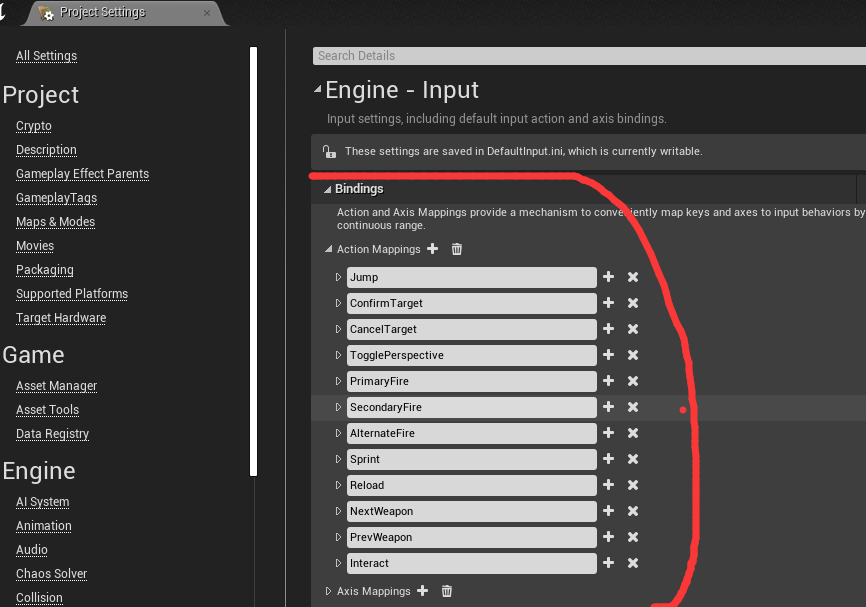 Project Settings
All Settings
Project
Crypto
Description
Gameplay Effect Parents
GameplayTags
Maps & Modes
Movies
Packaging
Supported Platforms
Target Hardware
Game
Asset Manager
Asset Tools
Data Registry
Engine
AI System
Animation
Audio
Chaos Solver
Collision
Search Details
Engine - Input
Input settings, including default input action and axis bindings.
These settings are saved in DefaultInput.ini, which is currently writable.
Bindings
Action and Axis Mappings provide a mechanism to conveniently map keys and axes to input behaviors by
continuous range.
Action Mappings
Jump
ConfirmTarget
CancelTarget
TogglePerspective
PrimaryFire
SecondaryFire
AlternateFire
Sprint
Reload
NextWeapon
PrevWeapon
Interact
Axis Mappings